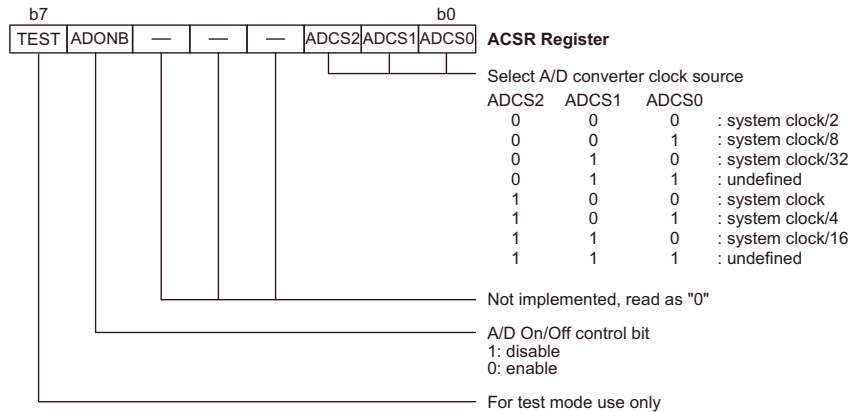 b7 b0
TEST ADONB — — — ADCS2 ADCS1 ADCS0 ACSR Register
Select A/D converter clock source
ADCS2 ADCS1 ADCS0
0 0 0 : system clock/2
0 0 1 : system clock/8
0 1 0 : system clock/32
0 1 1 : undefined
1 0 0 : system clock
1 0 1 : system clock/4
1 1 0 : system clock/16
1 1 1 : undefined
Not implemented, read as "0"
A/D On/Off control bit
1: disable
0: enable
For test mode use only